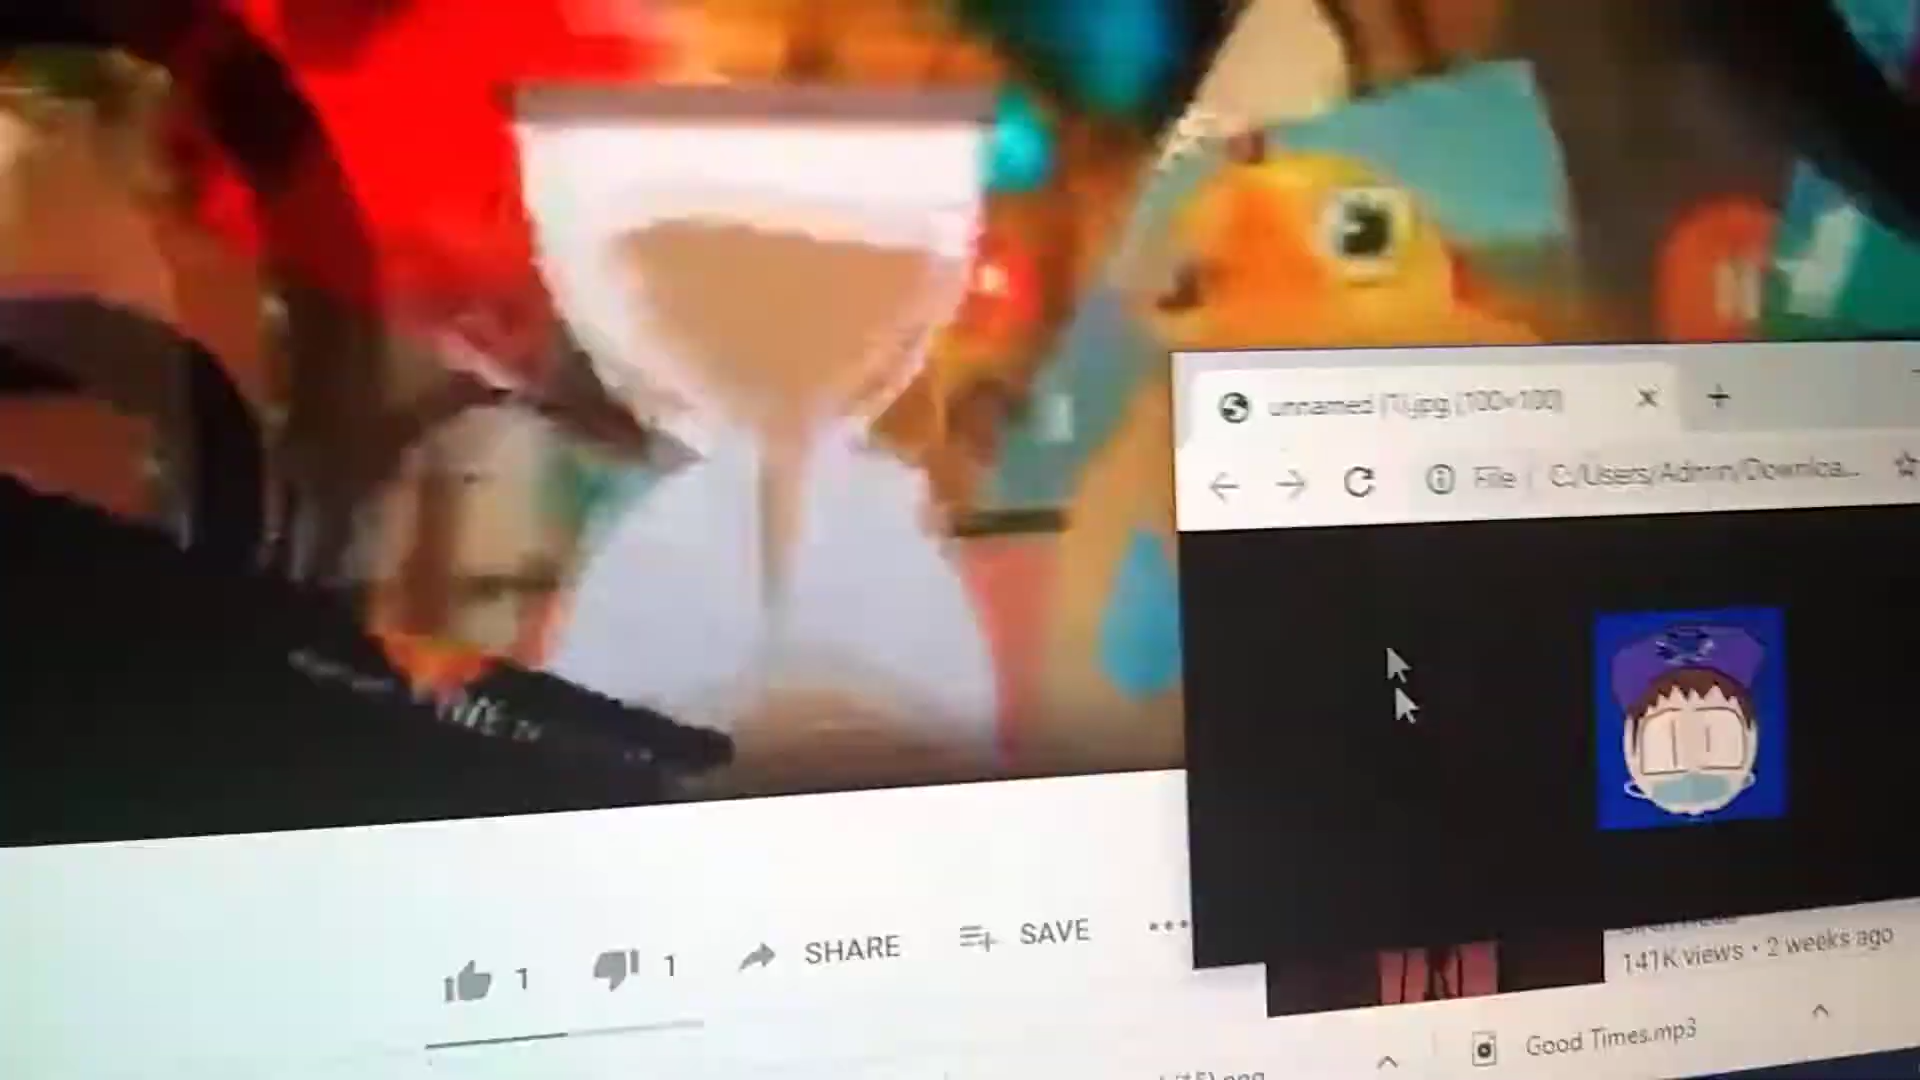 unnamed (1).jpg (100×100)
File | C:/Users/Admin/Downloa...
1
1
SHARE
SAVE
141K views • 2 weeks ago
Good Times.mp3